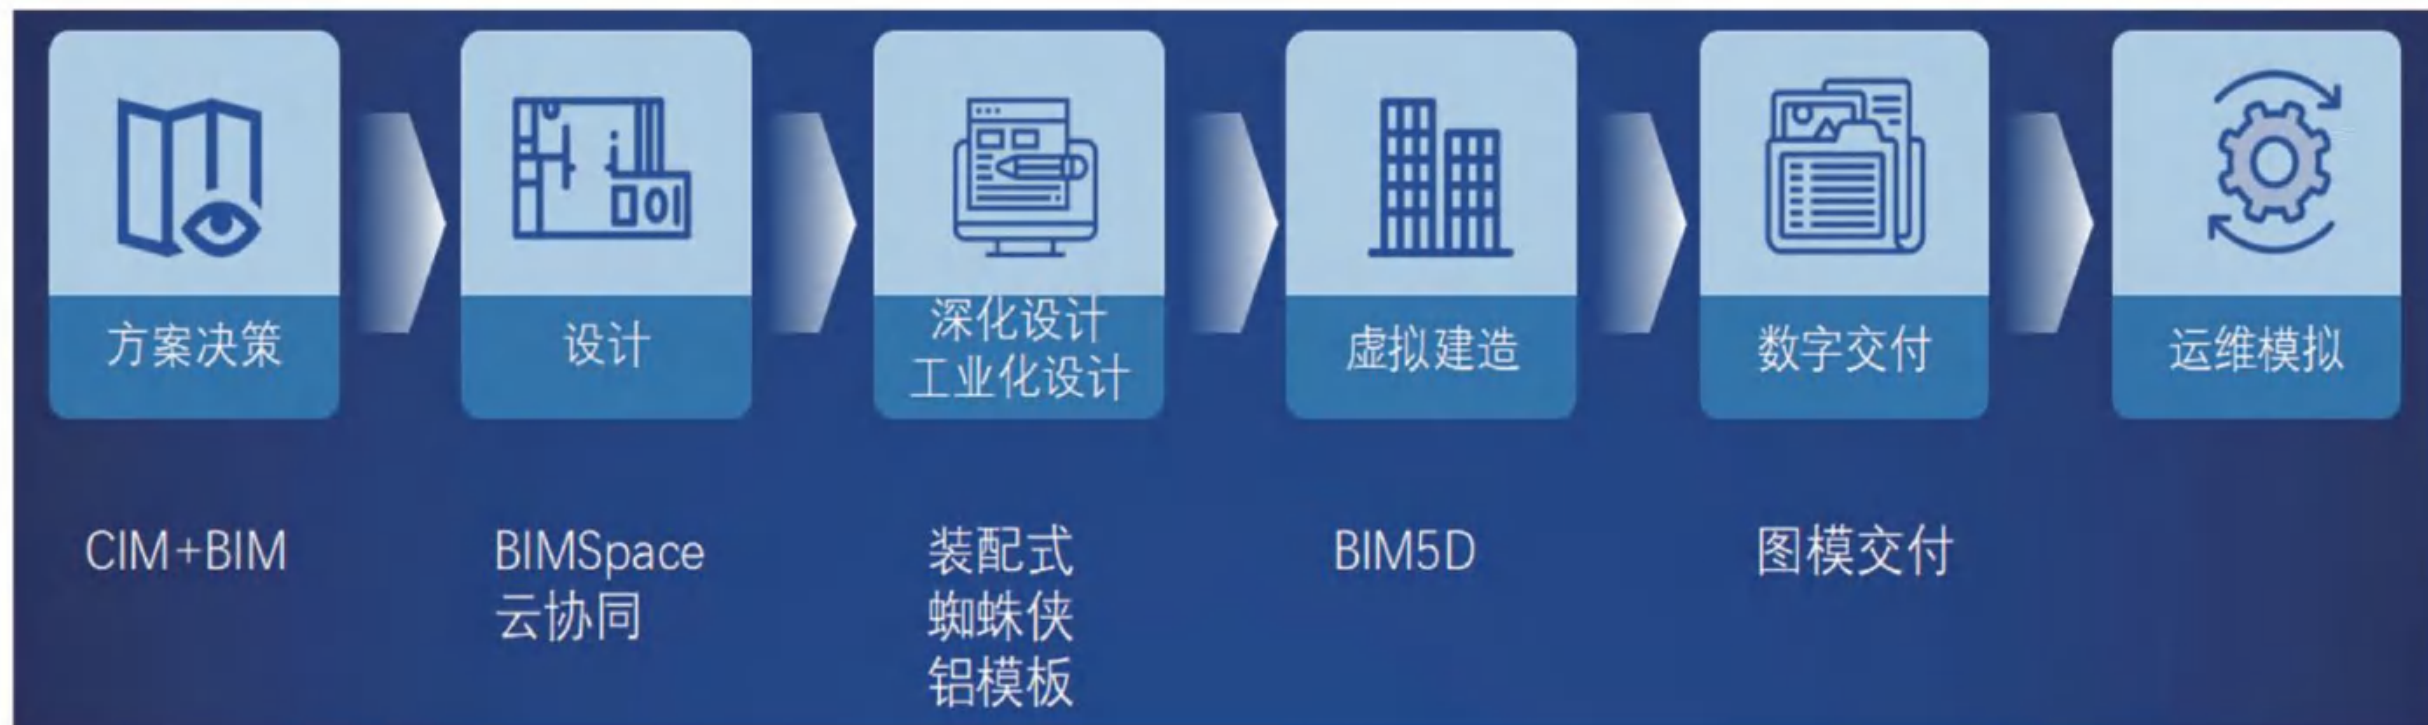 方案决策
设计
深化设计
工业化设计
虚拟建造
数字交付
运维模拟
CIM+BIM
BIMSpace
云协同
装配式
蜘蛛侠
铝模板
BIM5D
图模交付